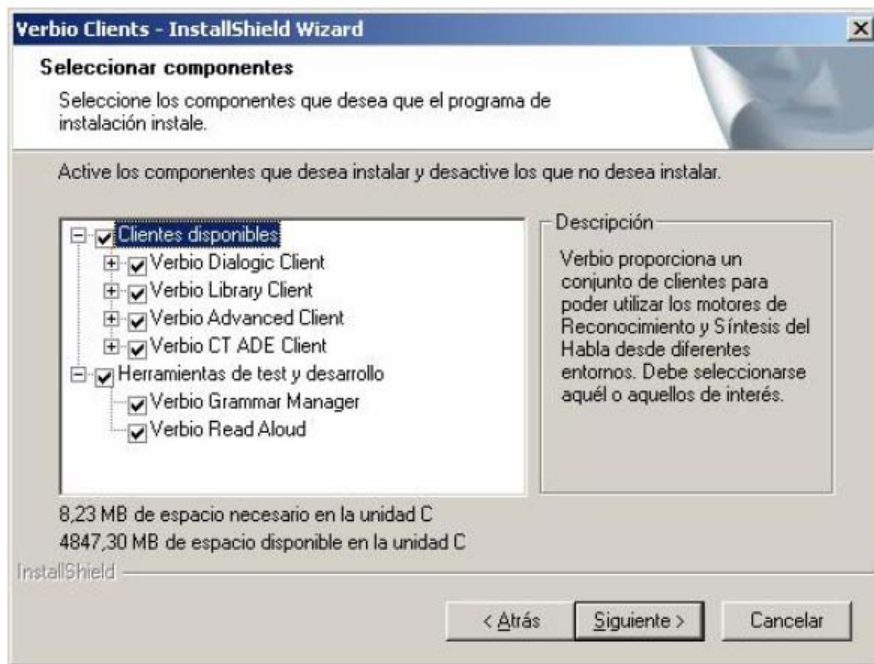 Verbio Clients - InstallShield Wizard
Seleccionar componentes
Seleccione los componentes que desea que el programa de
instalación instale.
Active los componentes que desea instalar y desactive los que no desea instalar.
Clientes disponibles
Verbio Dialogic Client
Verbio Library Client
Verbio Advanced Client
Verbio CT ADE Client
Herramientas de test y desarrollo
Verbio Grammar Manager
Verbio Read Aloud
Descripción
Verbio proporciona un
conjunto de clientes para
poder utilizar los motores de
Reconocimiento y Síntesis del
Habla desde diferentes
entornos. Debe seleccionarse
aquél o aquellos de interés.
8,23 MB de espacio necesario en la unidad C
4847,30 MB de espacio disponible en la unidad C
InstallShield
< Atrás
Siguiente >
Cancelar